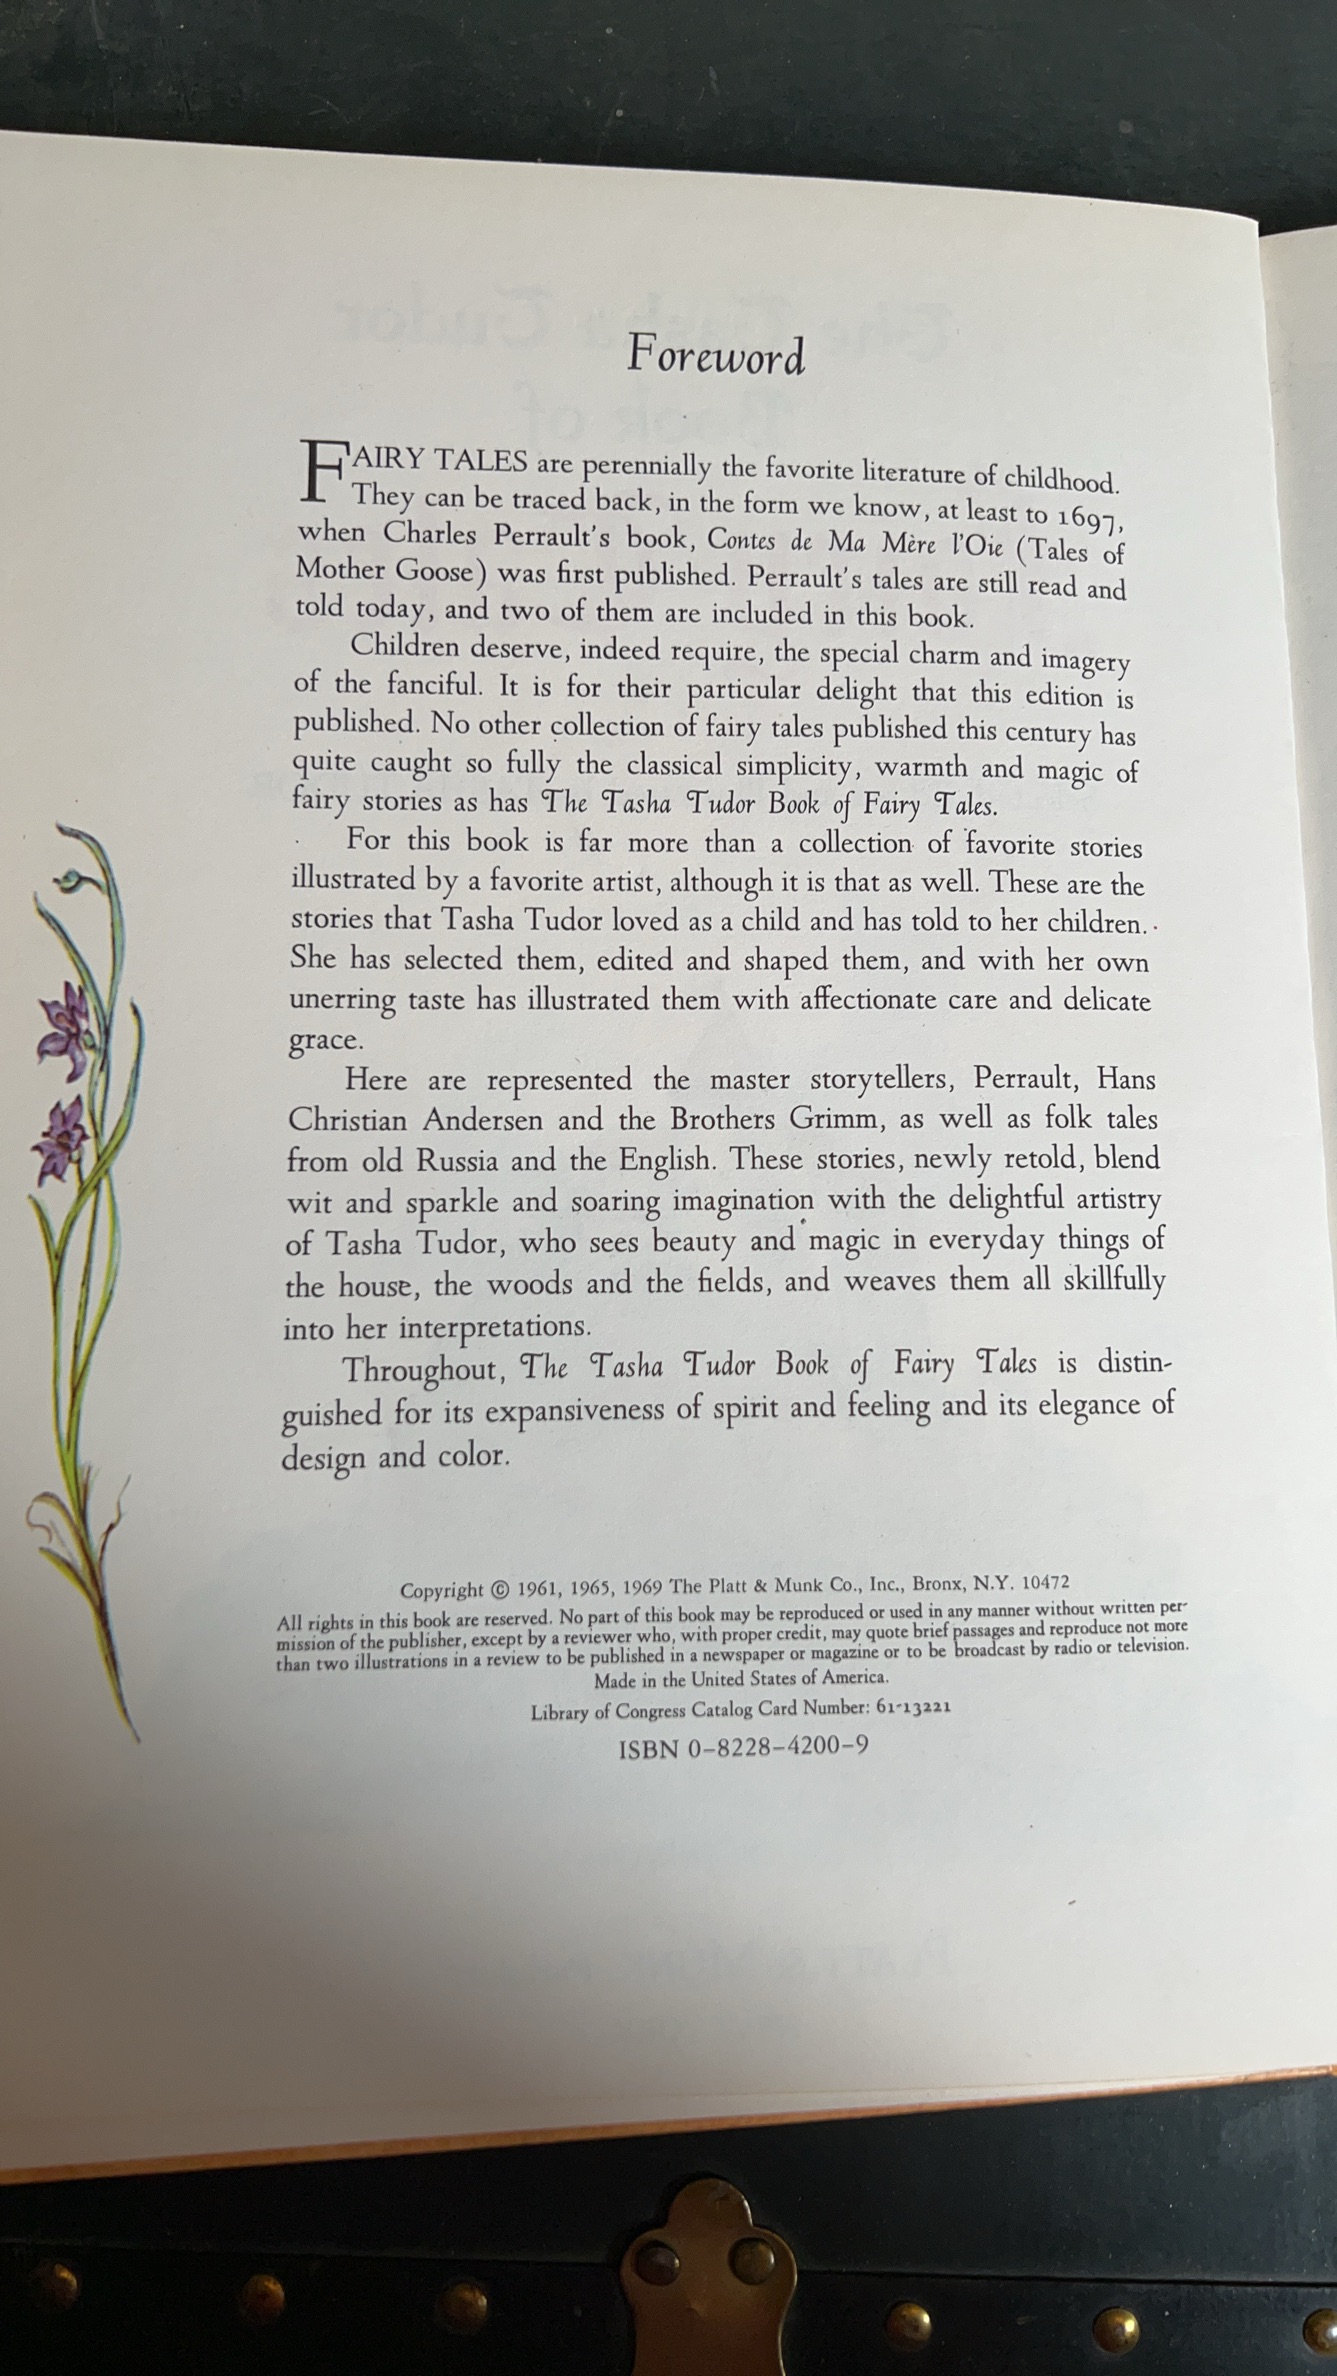 Foreword
FAIRY TALES are perennially the favorite literature of childhood.
They can be traced back, in the form we know, at least to 1697,
when Charles Perrault's book, Contes de Ma Mère l'Oie (Tales of
Mother Goose) was first published. Perrault's tales are still read and
told today, and two of them are included in this book.
Children deserve, indeed require, the special charm and imagery
of the fanciful. It is for their particular delight that this edition is
published. No other collection of fairy tales published this century has
quite caught so fully the classical simplicity, warmth and magic of
fairy stories as has The Tasha Tudor Book of Fairy Tales.
For this book is far more than a collection of favorite stories
illustrated by a favorite artist, although it is that as well. These are the
stories that Tasha Tudor loved as a child and has told to her children.
She has selected them, edited and shaped them, and with her own
unerring taste has illustrated them with affectionate care and delicate
grace.
Here are represented the master storytellers, Perrault, Hans
Christian Andersen and the Brothers Grimm, as well as folk tales
from old Russia and the English. These stories, newly retold, blend
wit and sparkle and soaring imagination with the delightful artistry
of Tasha Tudor, who sees beauty and magic in everyday things of
the house, the woods and the fields, and weaves them all skillfully
into her interpretations.
Throughout, The Tasha Tudor Book of Fairy Tales is distin-
guished for its expansiveness of spirit and feeling and its elegance of
design and color.
Copyright © 1961, 1965, 1969 The Platt & Munk Co., Inc., Bronx, N.Y. 10472
All rights in this book are reserved. No part of this book may be reproduced or used in any manner without written per-
mission of the publisher, except by a reviewer who, with proper credit, may quote brief passages and reproduce not more
than two illustrations in a review to be published in a newspaper or magazine or to be broadcast by radio or television.
Made in the United States of America.
Library of Congress Catalog Card Number: 61-13221
ISBN 0-8228-4200-9